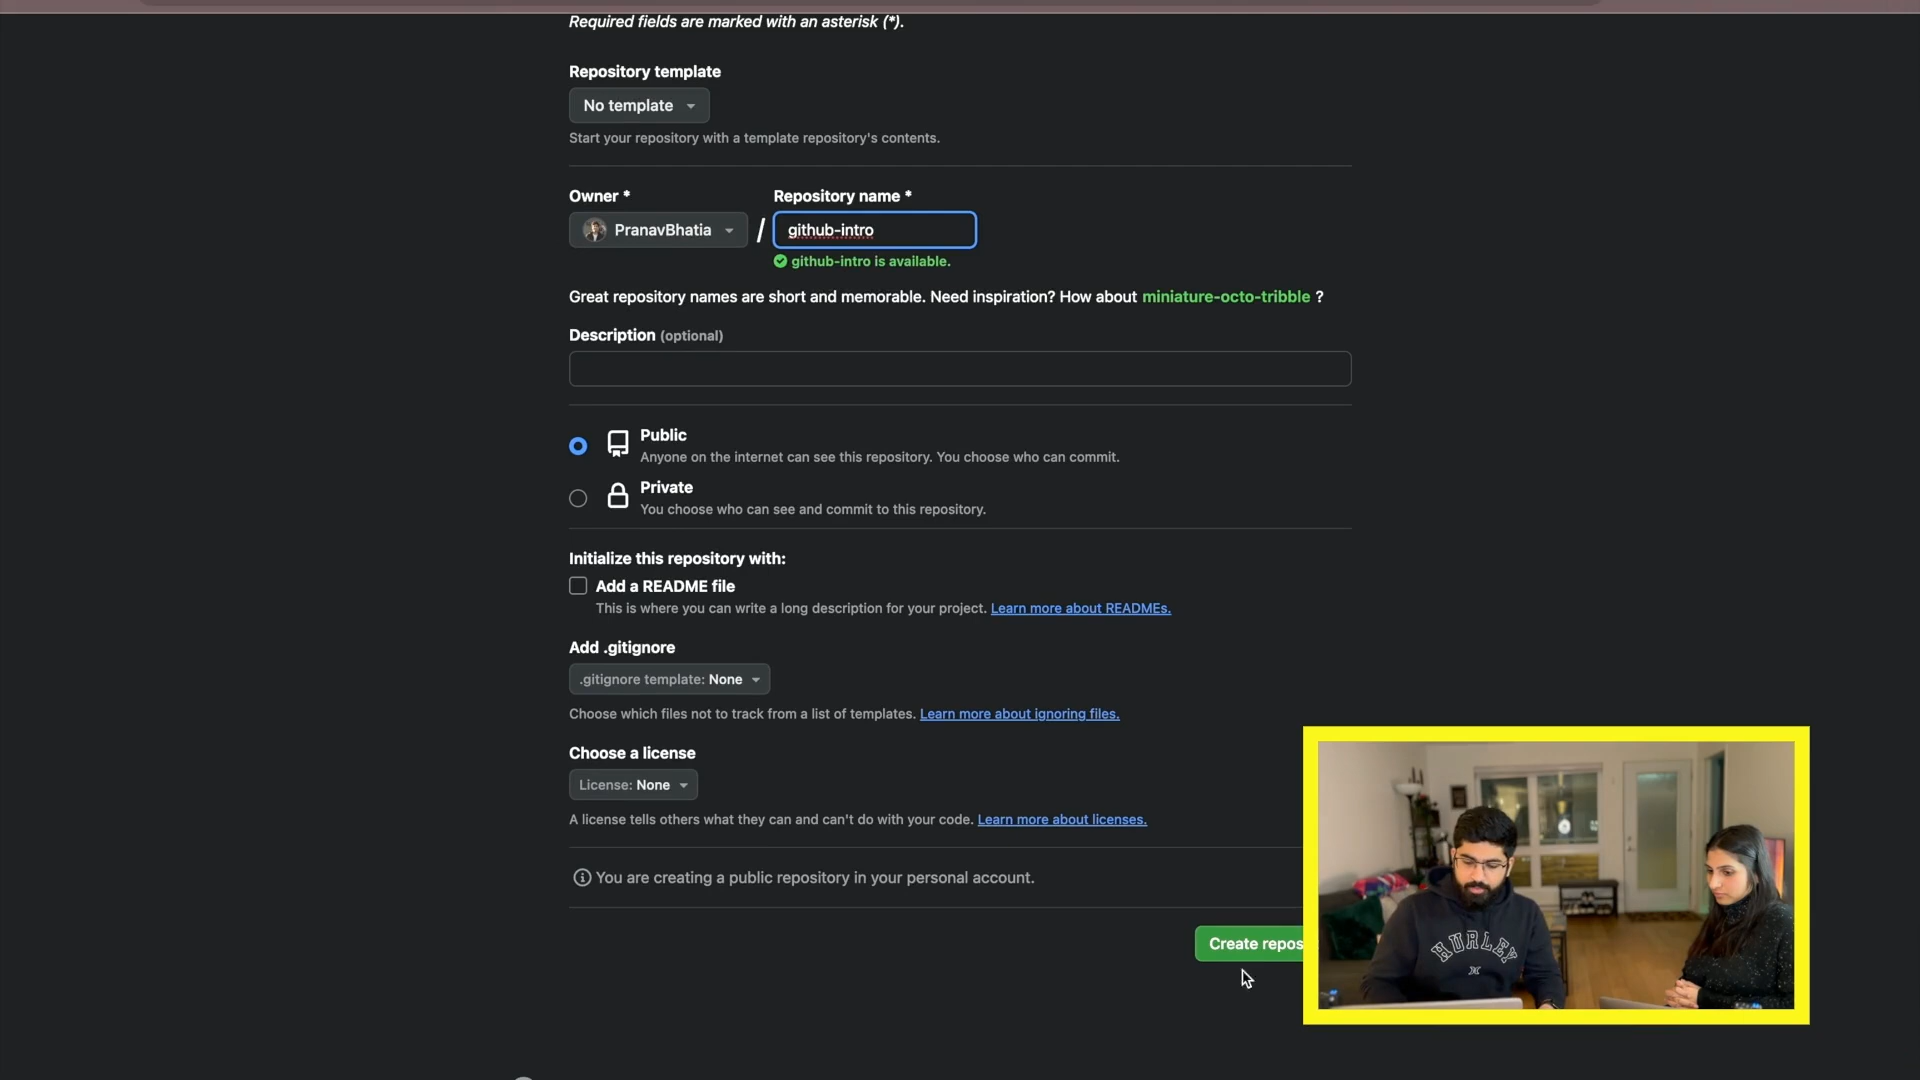 Required fields are marked with an asterisk (*).
Repository template
No template
Start your repository with a template repository's contents.
Owner *
Repository name *
PranavBhatia
/
github-intro
github-intro is available.
Great repository names are short and memorable. Need inspiration? How about miniature-octo-tribble ?
Description (optional)
Public
Anyone on the internet can see this repository. You choose who can commit.
Private
You choose who can see and commit to this repository.
Initialize this repository with:
Add a README file
This is where you can write a long description for your project. Learn more about READMEs.
Add .gitignore
.gitignore template: None
Choose which files not to track from a list of templates. Learn more about ignoring files.
Choose a license
License: None
A license tells others what they can and can't do with your code. Learn more about licenses.
You are creating a public repository in your personal account.
Create repos
HURLEY